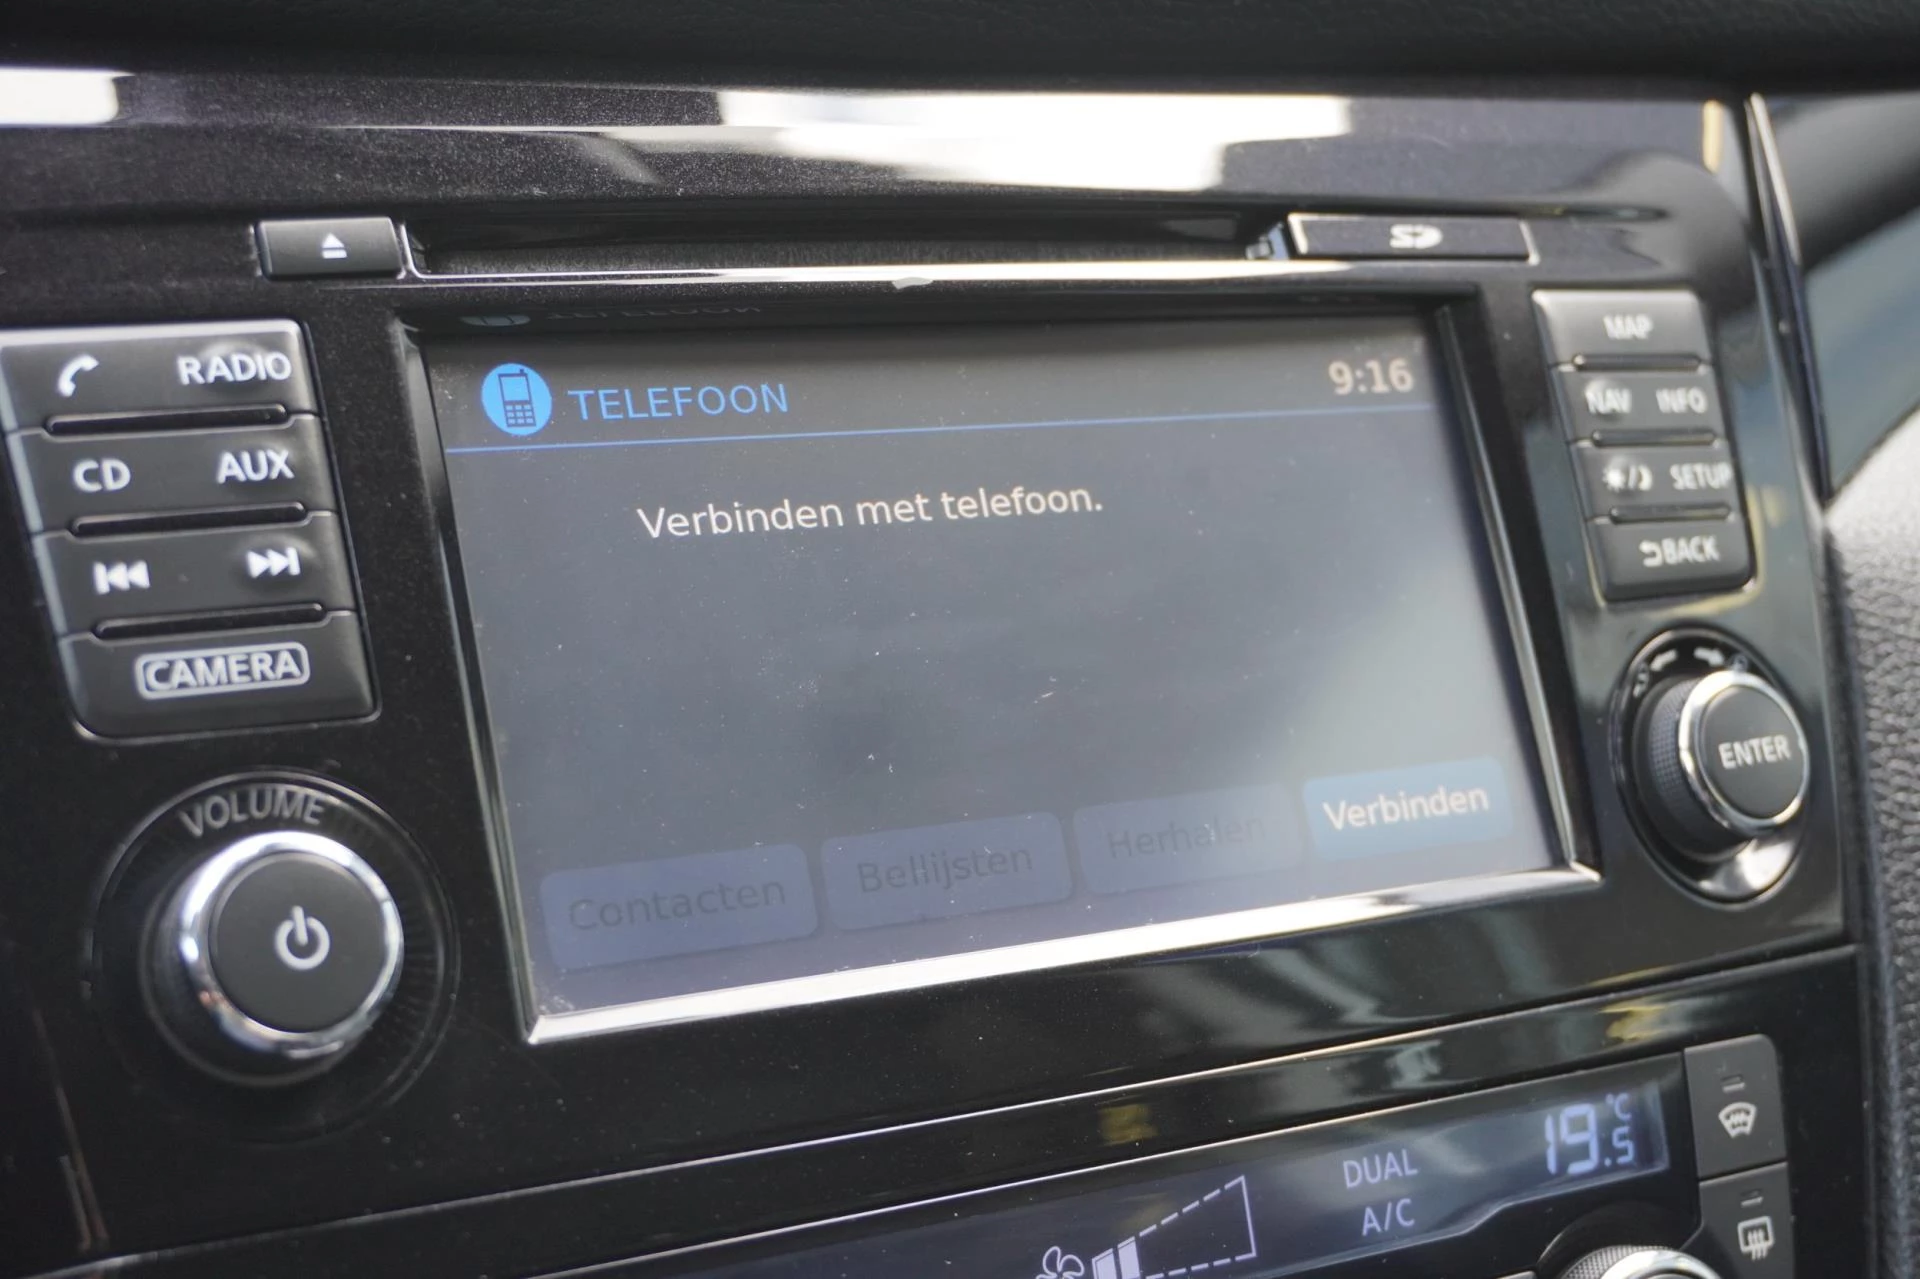 SD
RADIO
CD AUX
CAMERA
VOLUME
TELEFOON
9:16
Verbinden met telefoon.
Contacten
Bellijsten
Herhalen
Verbinden
MAP
NAV INFO
SETUP
BACK
ENTER
DUAL
19.5 °C
A/C